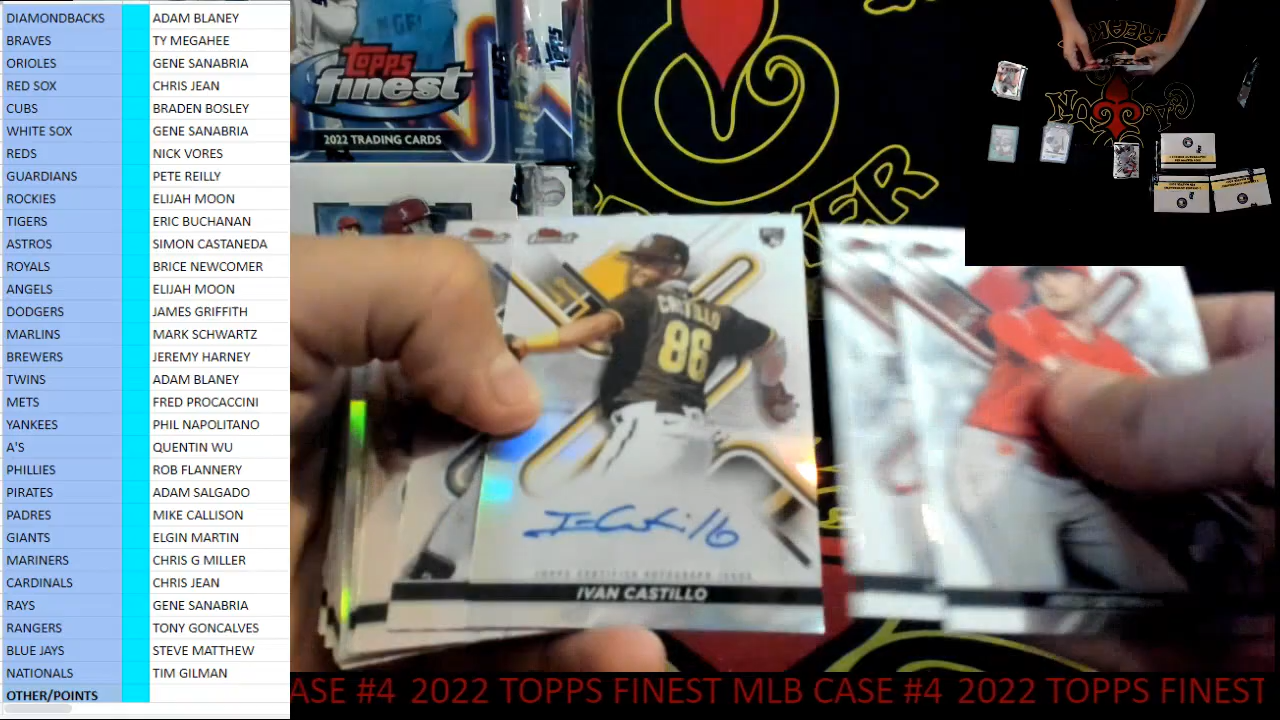 DIAMONDBACKS ADAM BLANEY
BRAVES TY MEGAHEE
ORIOLES GENE SANABRIA
RED SOX CHRIS JEAN
CUBS BRADEN BOSLEY
WHITE SOX GENE SANABRIA
REDS NICK VORES
GUARDIANS PETE REILLY
ROCKIES ELIJAH MOON
TIGERS ERIC BUCHANAN
ASTROS SIMON CASTANEDA
ROYALS BRICE NEWCOMER
ANGELS ELIJAH MOON
DODGERS JAMES GRIFFITH
MARLINS MARK SCHWARTZ
BREWERS JEREMY HARNEY
TWINS ADAM BLANEY
METS FRED PROCACCINI
YANKEES PHIL NAPOLITANO
A'S QUENTIN WU
PHILLIES ROB FLANNERY
PIRATES ADAM SALGADO
PADRES MIKE CALLISON
GIANTS ELGIN MARTIN
MARINERS CHRIS G MILLER
CARDINALS CHRIS JEAN
RAYS GENE SANABRIA
RANGERS TONY GONCALVES
BLUE JAYS STEVE MATTHEW
NATIONALS TIM GILMAN
OTHER/POINTS
topps
finest
2022 TRADING CARDS
CASTILLO
86
TOPPS CERTIFIED AUTOGRAPH ISSUE
IVAN CASTILLO
ASE #4 2022 TOPPS FINEST MLB CASE #4 2022 TOPPS FINEST